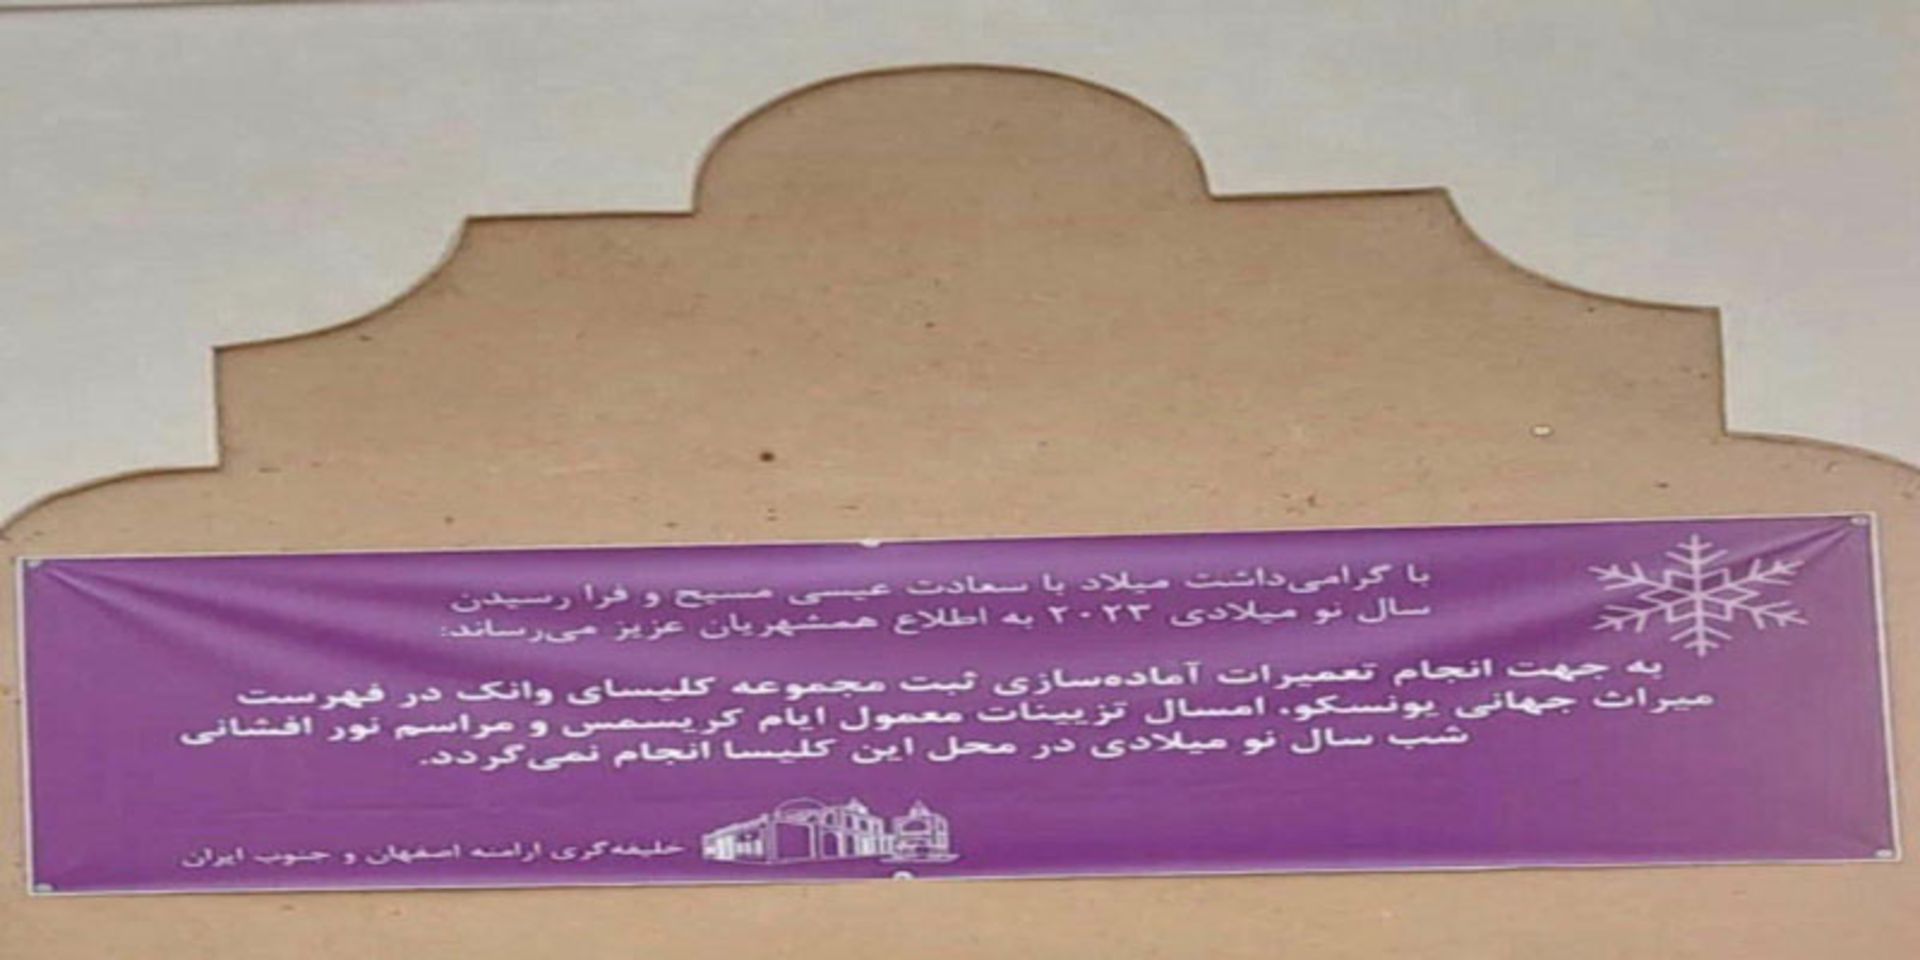 با گرامی‌داشت میلاد با سعادت عیسی مسیح و فرا رسیدن
سال نو میلادی ۲۰۲۳ به اطلاع همشهریان عزیز می‌رساند:
به جهت انجام تعمیرات آماده‌سازی ثبت مجموعه کلیسای وانک در فهرست
میراث جهانی یونسکو، امسال تزیینات معمول ایام کریسمس و مراسم نور افشانی
شب سال نو میلادی در محل این کلیسا انجام نمی‌گردد.
خلیفه‌گری ارامنه اصفهان و جنوب ایران